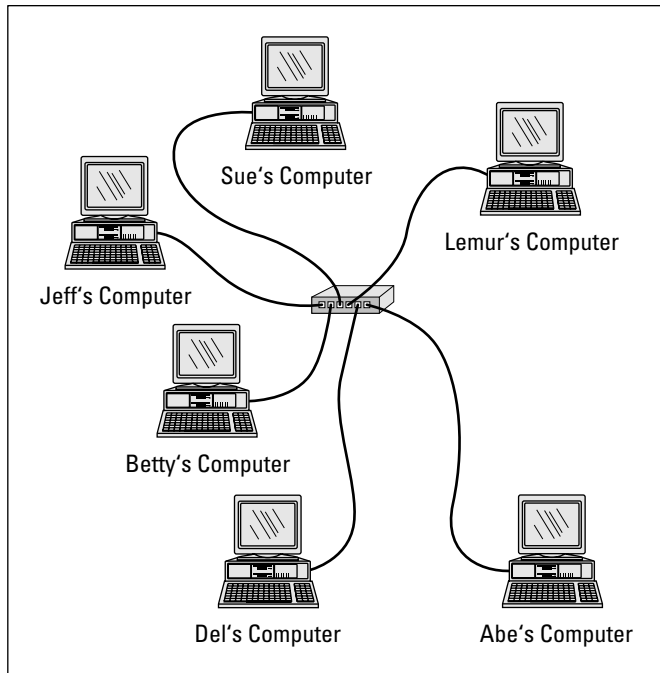 Sue‘s Computer
Lemur‘s Computer
Jeff‘s Computer
Betty‘s Computer
Del‘s Computer
Abe‘s Computer